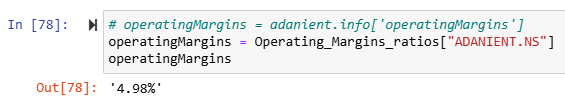 In [78]:
# operatingMargins = adanient.info['operatingMargins']
operatingMargins = Operating_Margins_ratios["ADANIENT.NS"]
operatingMargins
Out[78]: '4.98%'